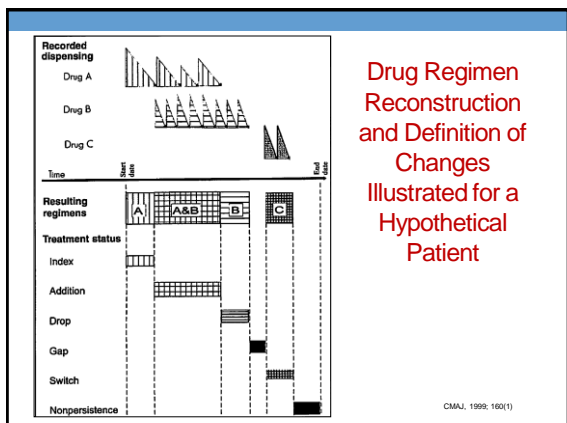 Recorded
dispensing
Drug A
Drug B
Drug C
Time
Start
date
End
date
Resulting
regimens
A
A&B
B
C
Treatment status
Index
Addition
Drop
Gap
Switch
Nonpersistence
Drug Regimen
Reconstruction
and Definition of
Changes
Illustrated for a
Hypothetical
Patient
CMAJ, 1999; 160(1)